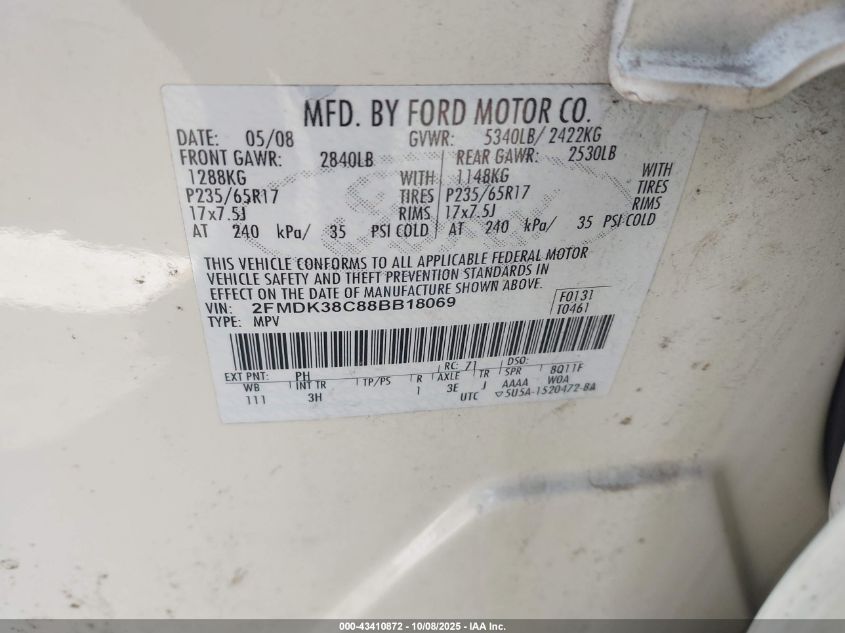 MFD. BY FORD MOTOR CO.
DATE: 05/08 GVWR: 5340LB/ 2422KG
FRONT GAWR: 2840LB REAR GAWR: 2530LB
1288KG WITH 1148KG WITH
P235/65R17 TIRES P235/65R17 TIRES
17x7.5J RIMS 17x7.5J RIMS
AT 240 kPa/ 35 PSI COLD AT 240 kPa/ 35 PSI COLD
THIS VEHICLE CONFORMS TO ALL APPLICABLE FEDERAL MOTOR
VEHICLE SAFETY AND THEFT PREVENTION STANDARDS IN
EFFECT ON THE DATE OF MANUFACTURE SHOWN ABOVE.
VIN: 2FMDK38C88BB18069 F0131
TYPE: MPV T0461
EXT PNT: PH RC: 71 DSO:
WB INT TR TP/PS R AXLE TR SPR 8Q11F
111 3H 1 3E J AAAA WOA
UTC ▽5U5A-1520472-BA
000-43410872 - 10/08/2025 - IAA Inc.